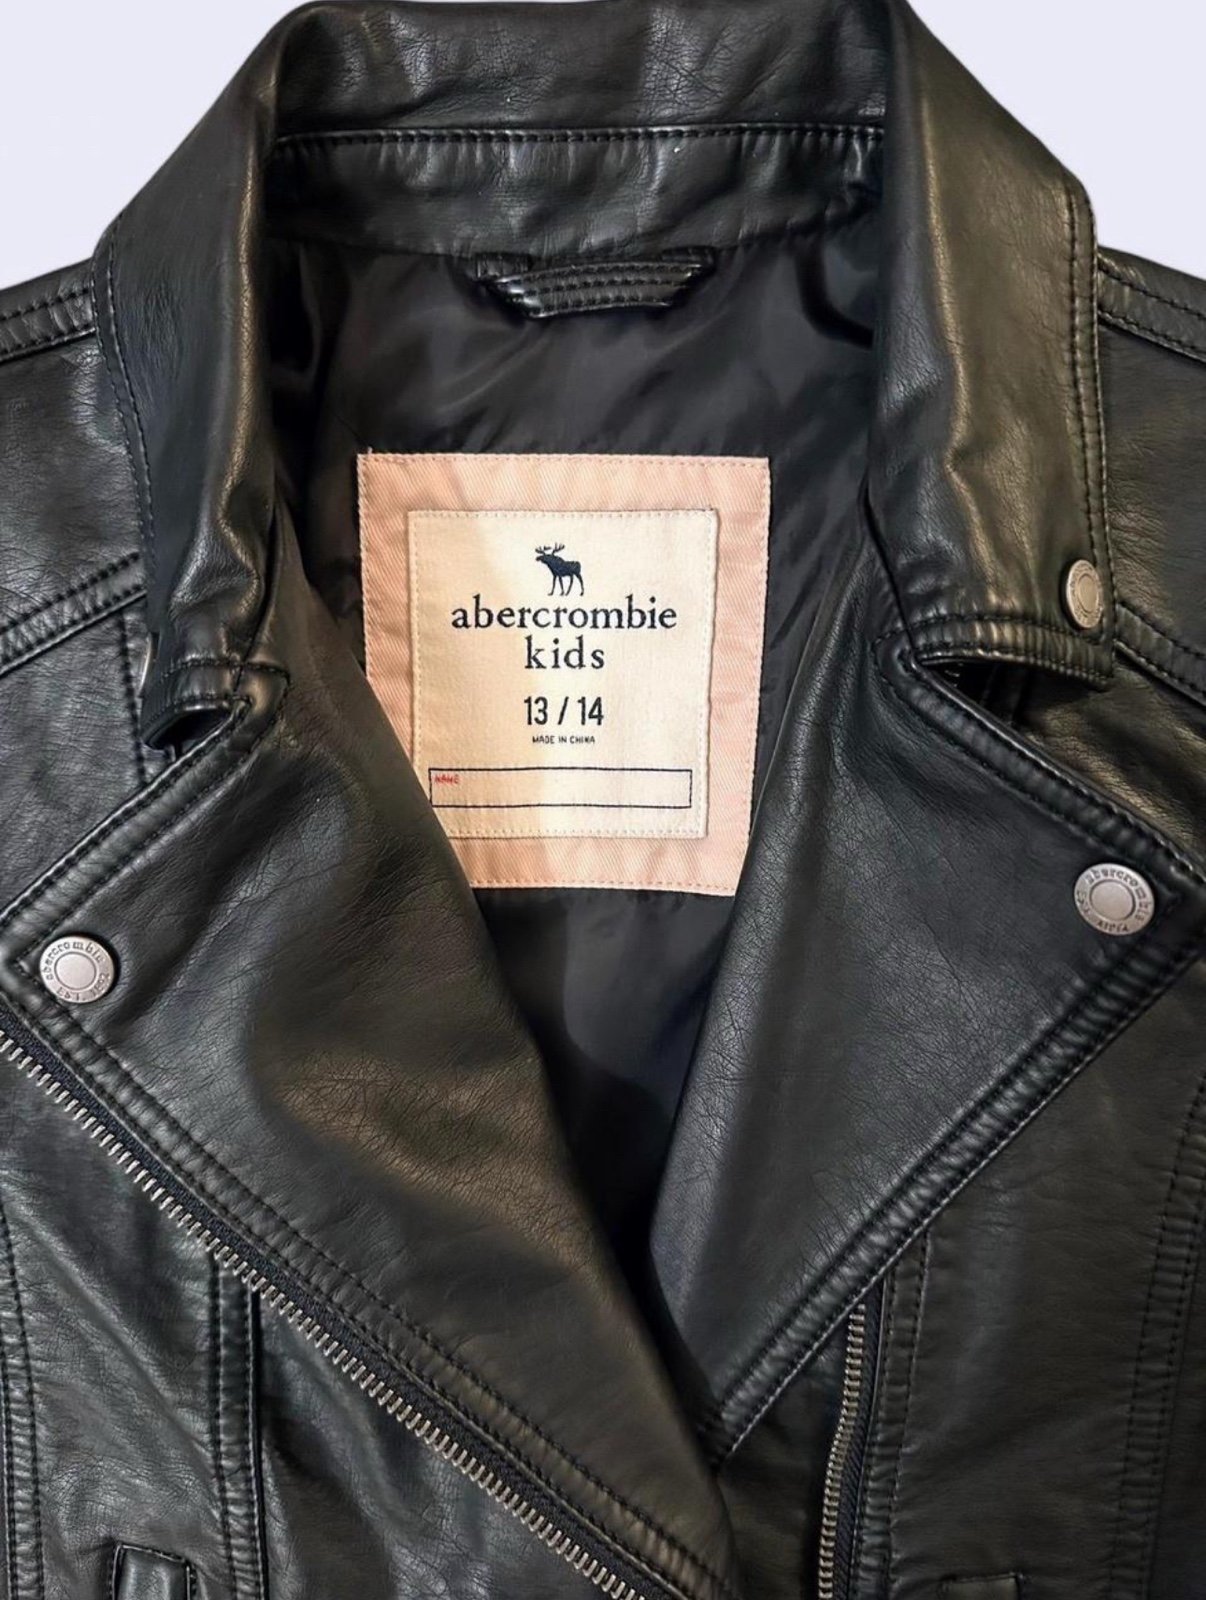 abercrombie
kids
13 / 14
MADE IN CHINA
NAME
abercrombie
abercrombie